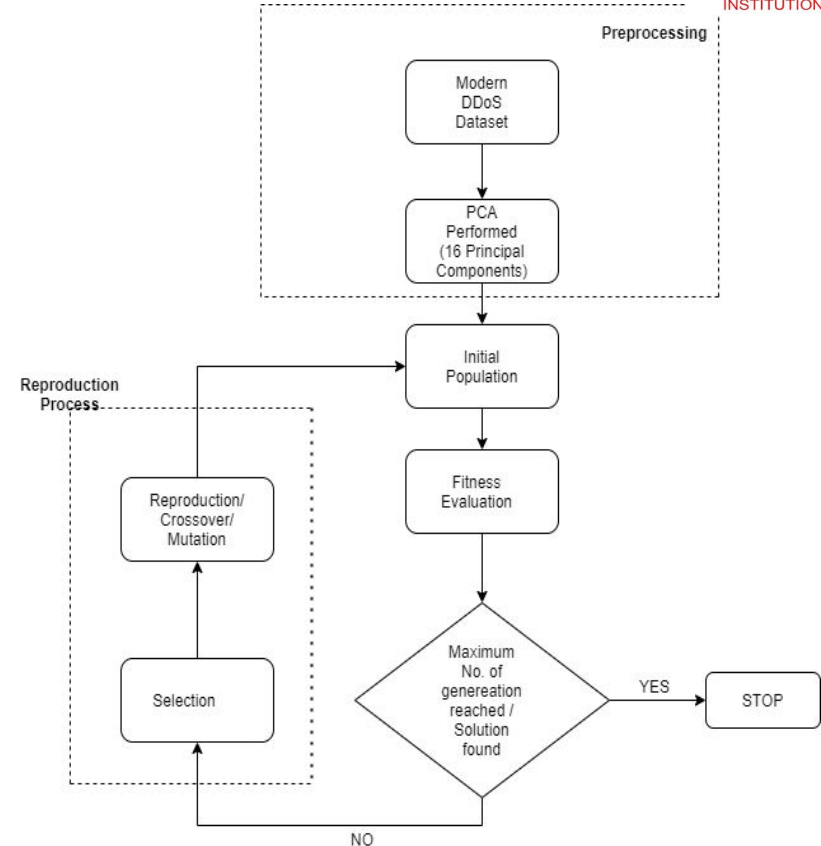 INSTITUTION
Preprocessing
Modern
DDoS
Dataset
PCA
Performed
(16 Principal
Components)
Initial
Population
Reproduction
Process
Fitness
Evaluation
Reproduction/
Crossover/
Mutation
Maximum
No. of
genereation
reached /
Solution
found
YES
STOP
Selection
NO